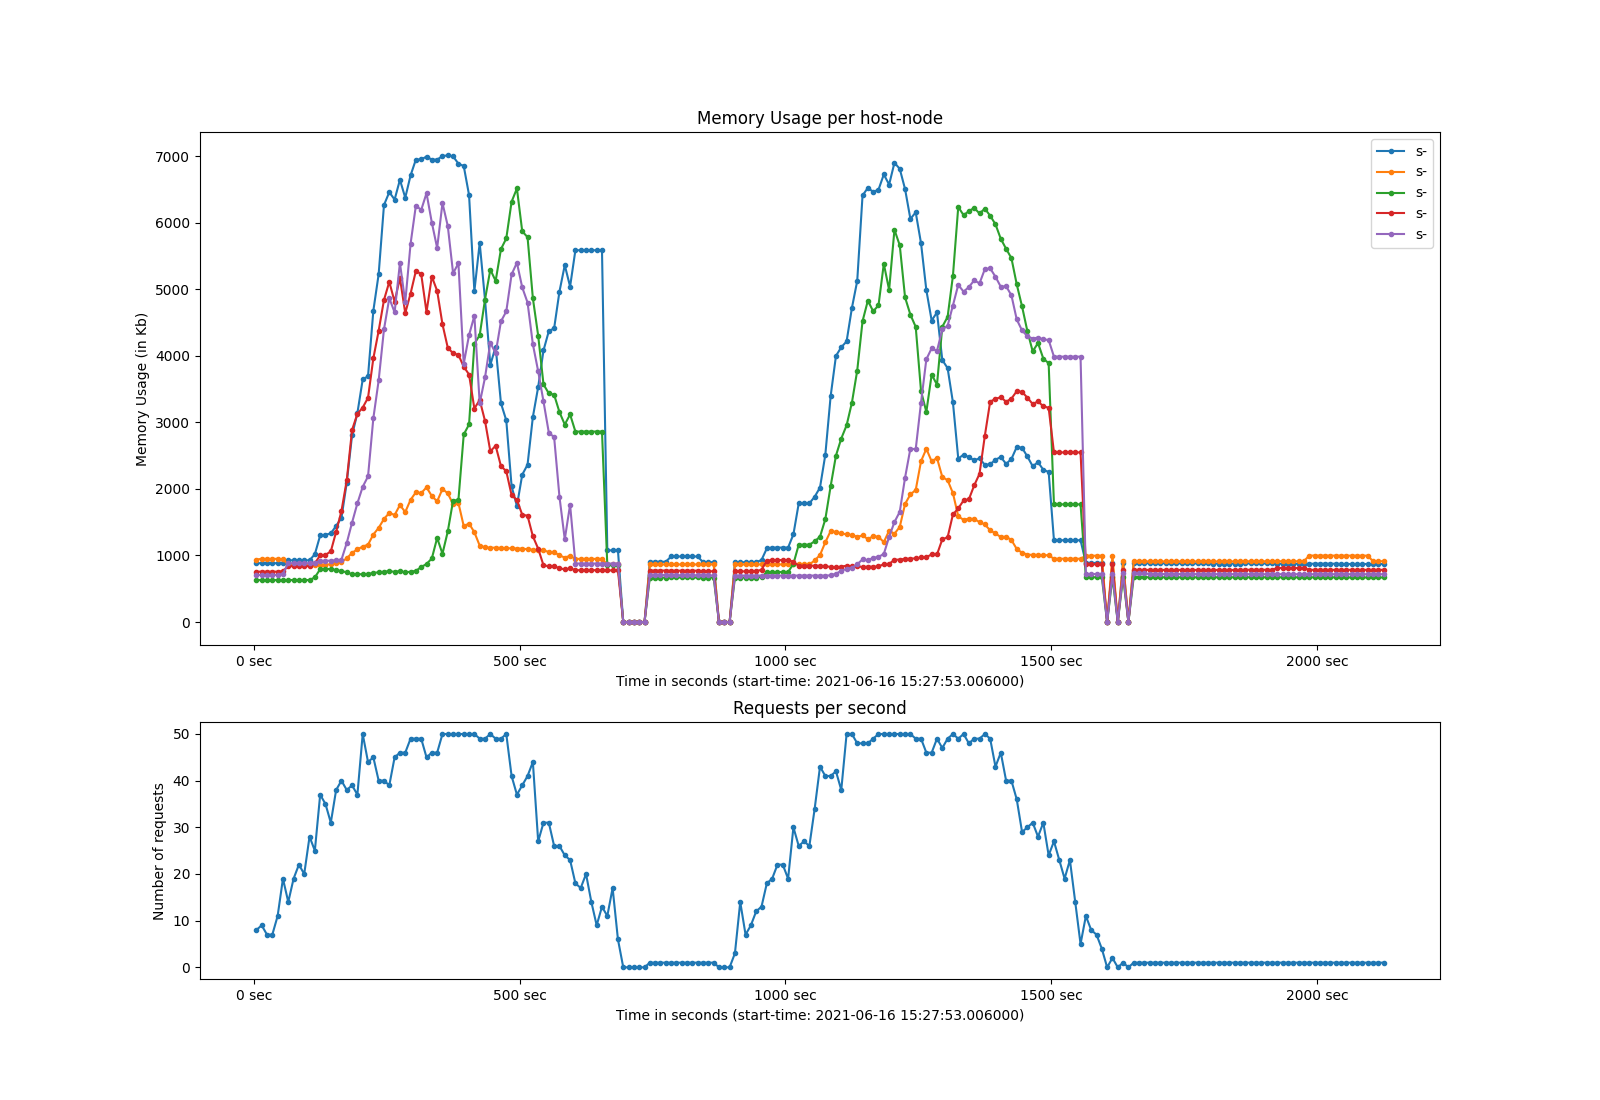 Memory Usage per host-node
7000
6000
5000
4000
3000
2000
1000
0
Memory Usage (in Kb)
s-
s-
s-
s-
s-
0 sec
500 sec
1000 sec
1500 sec
2000 sec
Time in seconds (start-time: 2021-06-16 15:27:53.006000)
Requests per second
50
40
30
20
10
0
Number of requests
0 sec
500 sec
1000 sec
1500 sec
2000 sec
Time in seconds (start-time: 2021-06-16 15:27:53.006000)